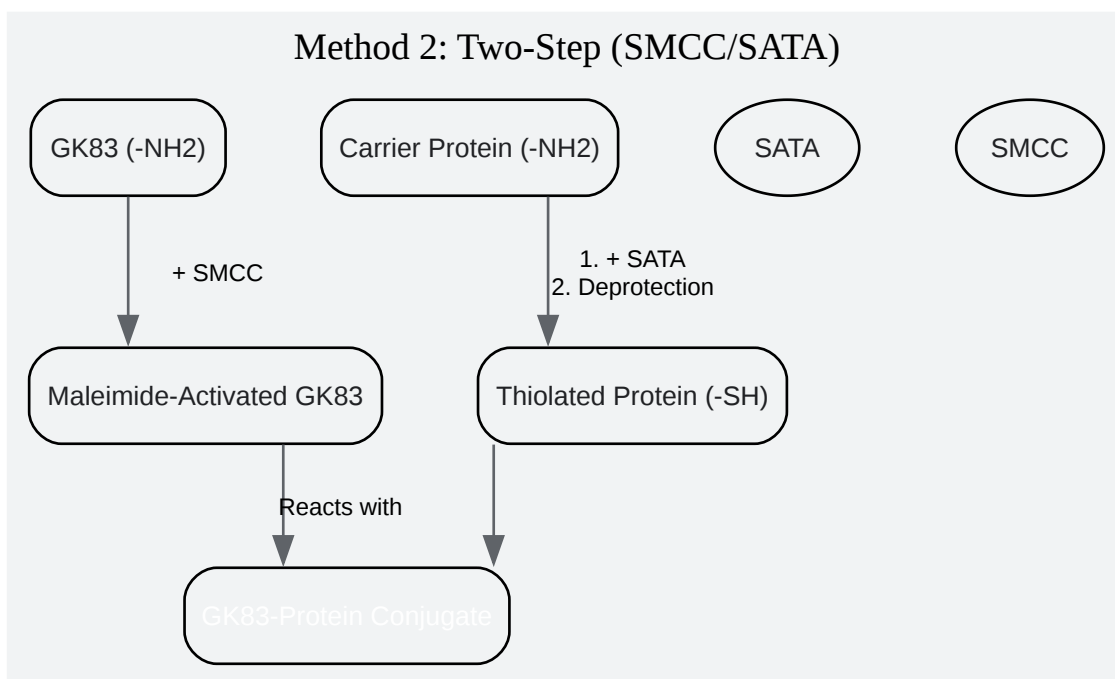 Method 2: Two-Step (SMCC/SATA)
GK83 (-NH2)
Carrier Protein (-NH2)
SATA
SMCC
+ SMCC
1. + SATA
2. Deprotection
Maleimide-Activated GK83
Thiolated Protein (-SH)
Reacts with
GK83-Protein Conjugate